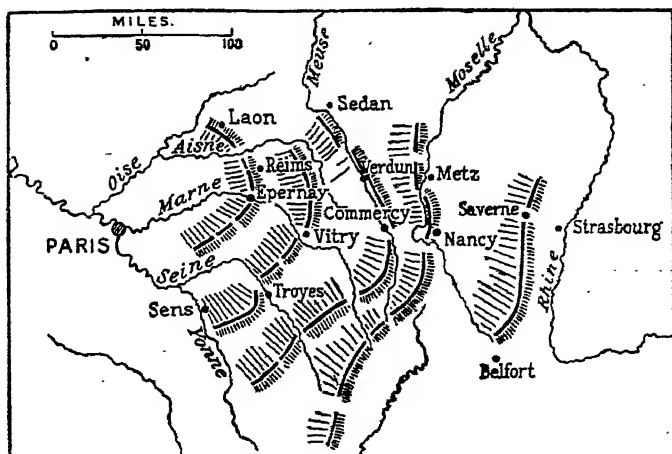 MILES.
0 50 100
Meuse
Moselle
Sedan
Laon
Aisne
Oise
Reims
Verdun
Metz
Marne
Epernay
Saverne
Commercy
PARIS
Vitry
Nancy
Strasbourg
Seine
Rhine
Sens
Troyes
Yonne
Belfort